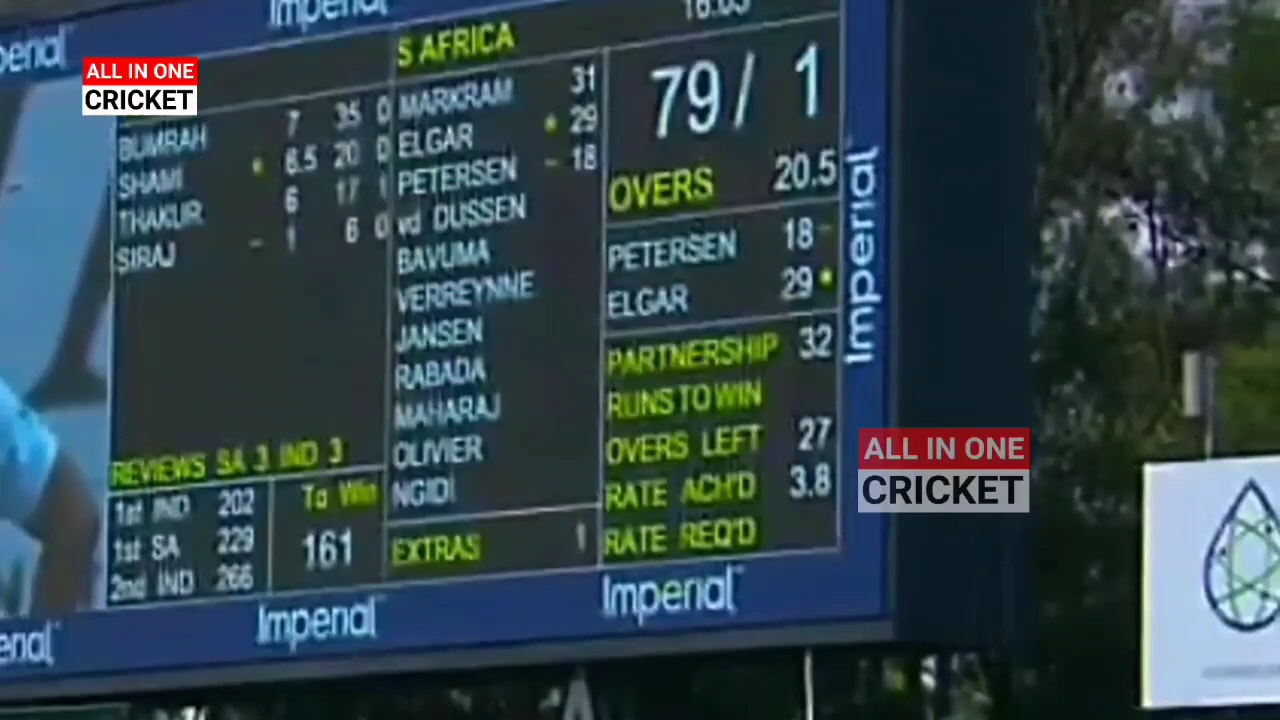 Imperial
Imperial
ALL IN ONE
CRICKET
BUMRAH 7 35 0
SHAMI 6.5 20 0
THAKUR 6 17 1
SIRAJ - 1 6 0
REVIEWS SA 3 IND 3
1st IND 202
1st SA 229
2nd IND 266
To Win
161
S AFRICA
MARKRAM 31
ELGAR 29
PETERSEN - 18
vd DUSSEN
BAVUMA
VERREYNNE
JANSEN
RABADA
MAHARAJ
OLIVIER
NGIDI
EXTRAS 1
79/ 1
OVERS 20.5
PETERSEN 18 -
ELGAR 29
PARTNERSHIP 32
RUNS TO WIN
OVERS LEFT 27
RATE ACH'D 3.8
RATE REQ'D
Imperial
ALL IN ONE
CRICKET
Imperial
Imperial